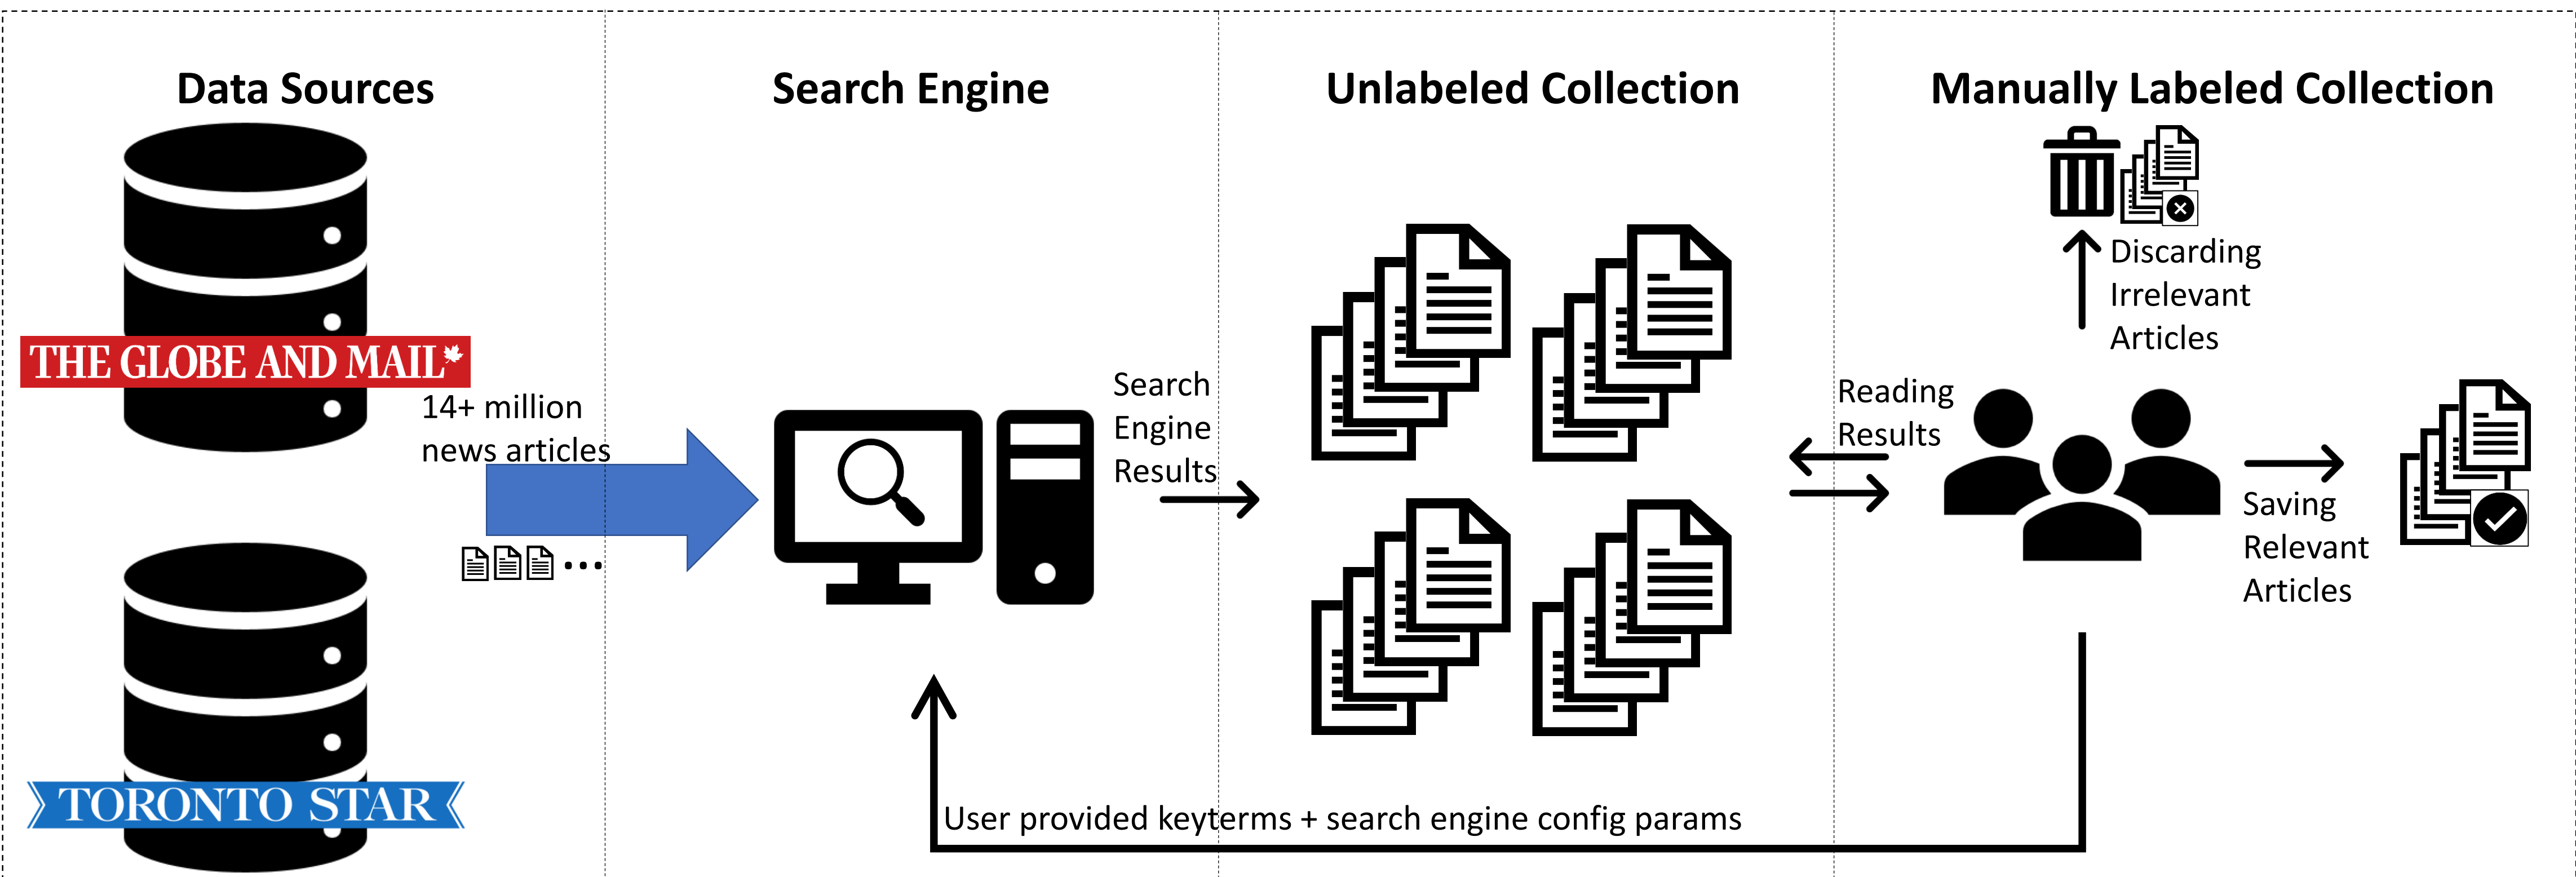 Data Sources
THE GLOBE AND MAIL
14+ million
news articles
...
TORONTO STAR
Search Engine
Search
Engine
Results
Unlabeled Collection
Reading
Results
Manually Labeled Collection
Discarding
Irrelevant
Articles
Saving
Relevant
Articles
User provided keyterms + search engine config params